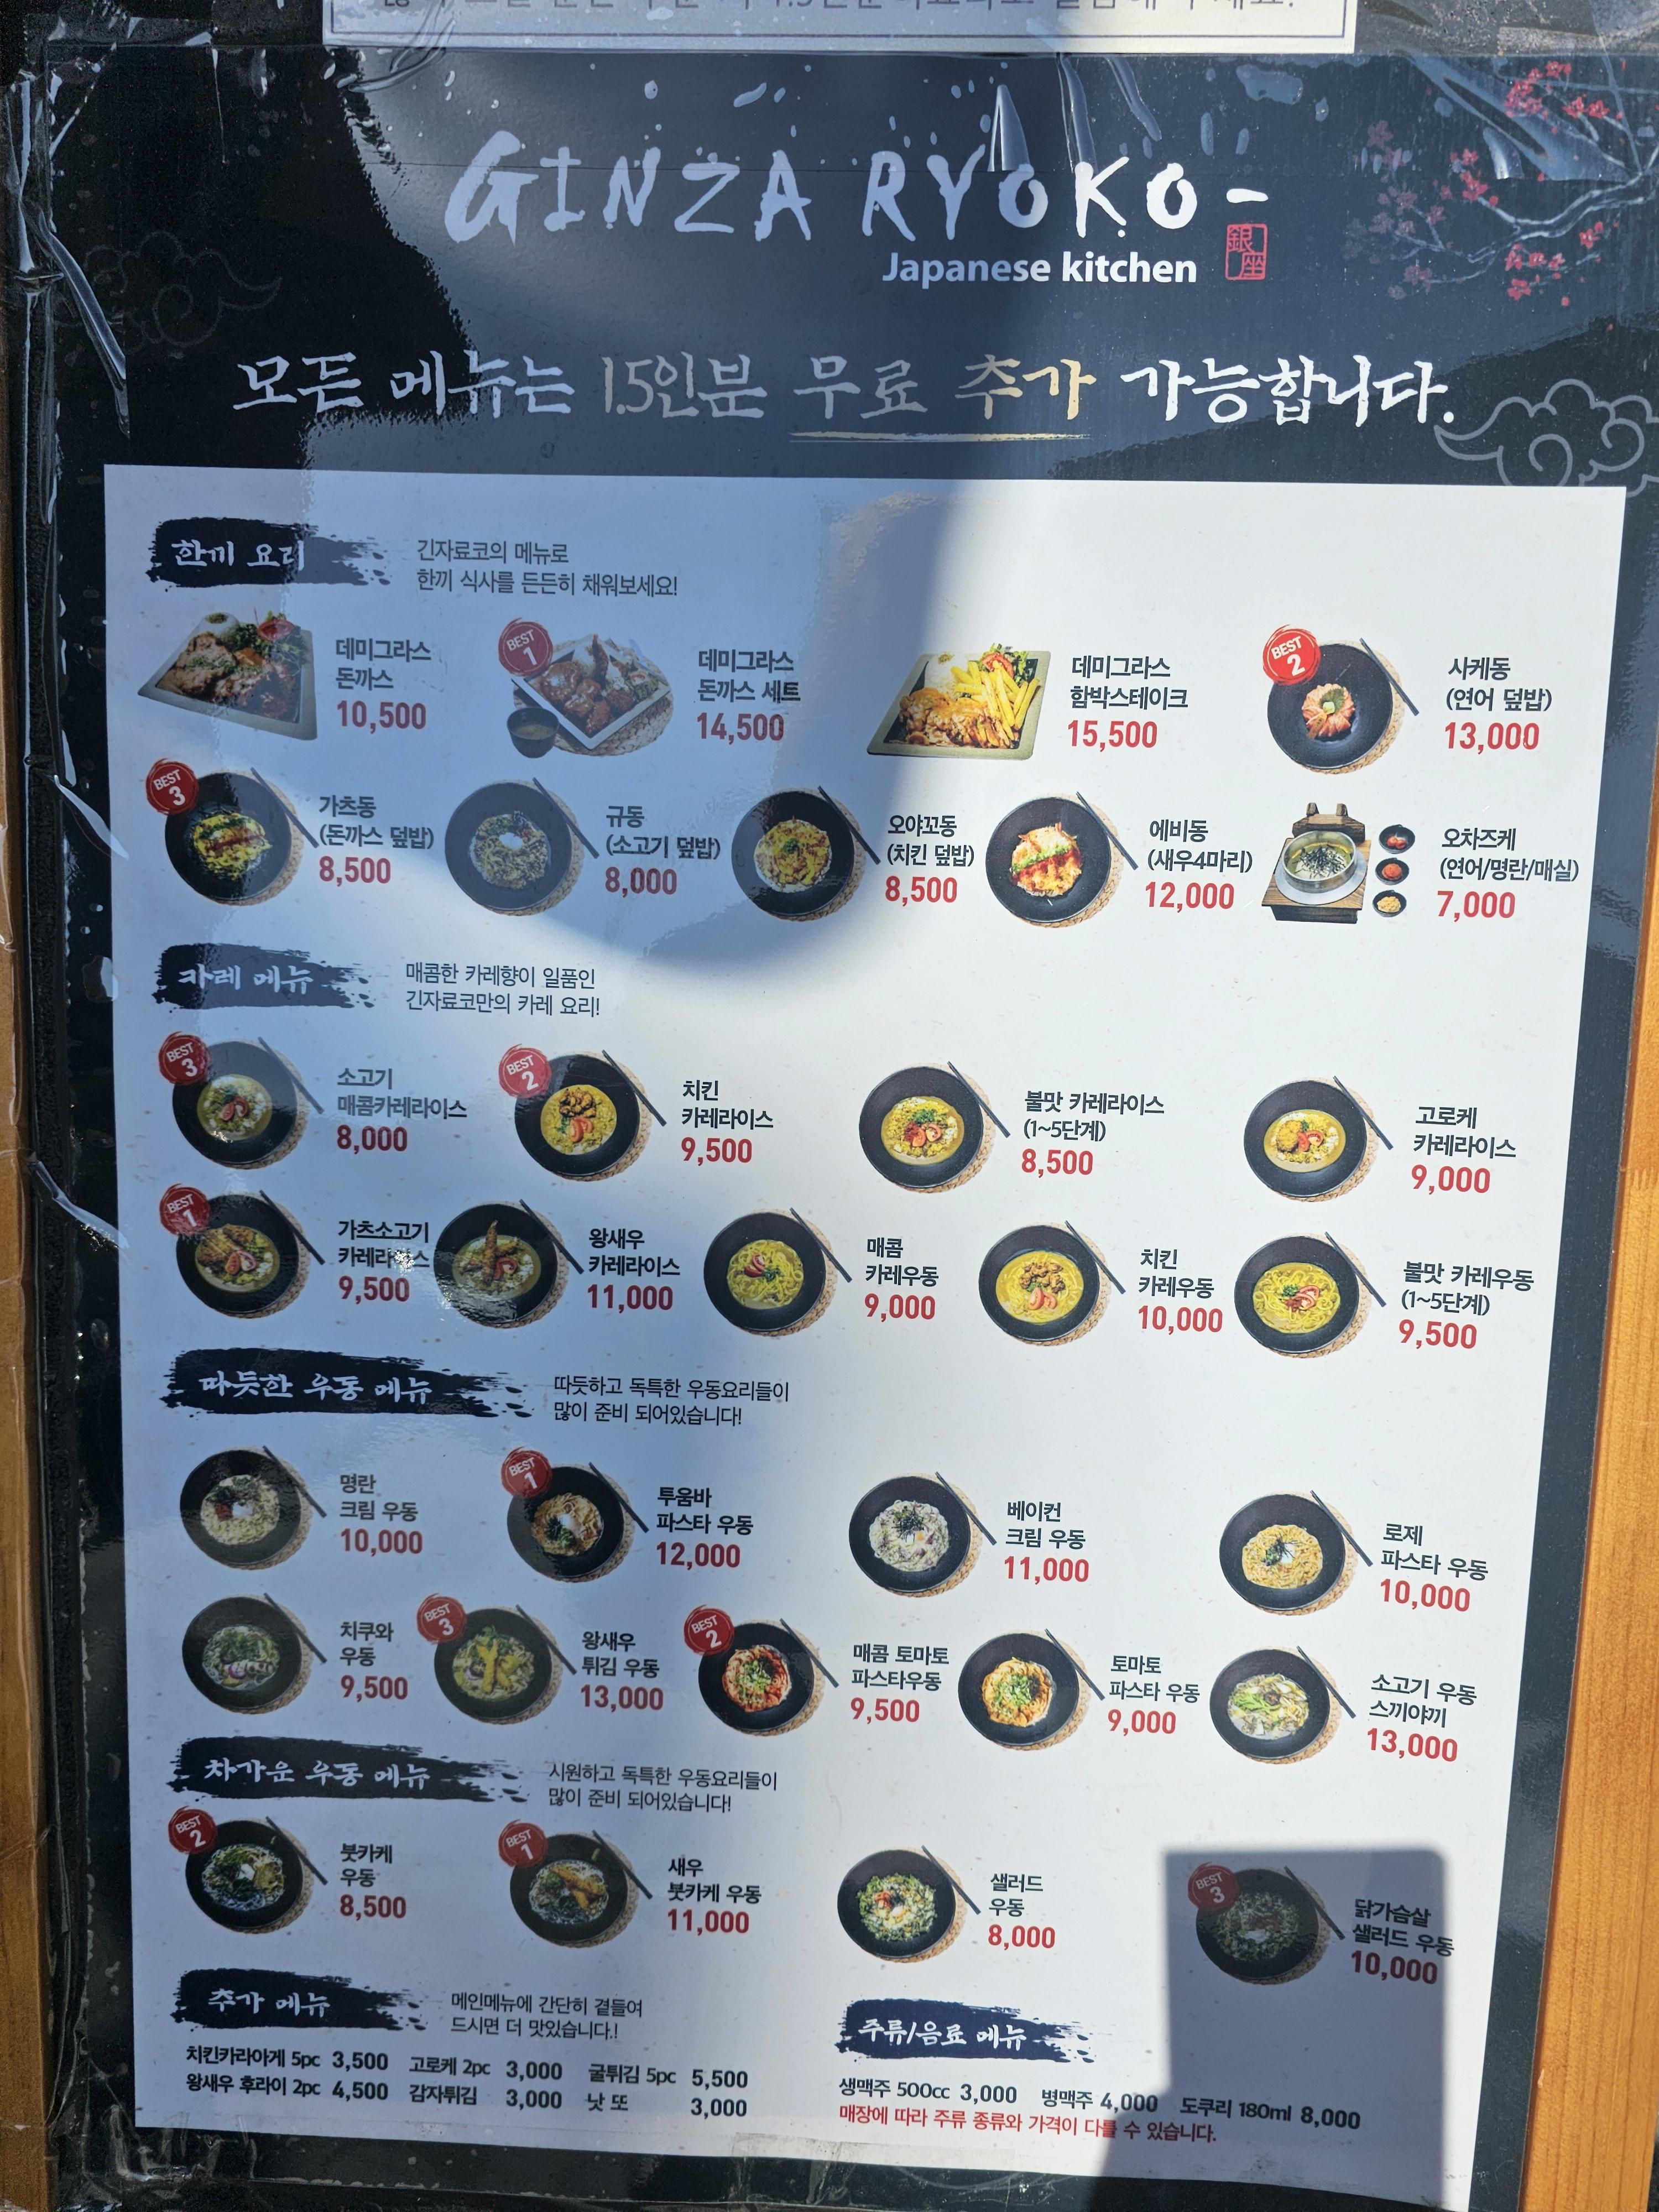 GINZA RYOKO-
銀座
Japanese kitchen
모든 메뉴는 1.5인분 무료 추가 가능합니다.
한끼 요리
긴자료코의 메뉴로
한끼 식사를 든든히 채워보세요!
데미그라스
돈까스
10,500
BEST
1
데미그라스
돈까스 세트
14,500
데미그라스
함박스테이크
15,500
BEST
2
사케동
(연어 덮밥)
13,000
BEST
3
가츠동
(돈까스 덮밥)
8,500
규동
(소고기 덮밥)
8,000
오야꼬동
(치킨 덮밥)
8,500
에비동
(새우4마리)
12,000
오차즈케
(연어/명란/매실)
7,000
카레 메뉴
매콤한 카레향이 일품인
긴자료코만의 카레 요리!
BEST
3
소고기
매콤카레라이스
8,000
BEST
2
치킨
카레라이스
9,500
불맛 카레라이스
(1~5단계)
8,500
고로케
카레라이스
9,000
BEST
1
가츠소고기
카레라이스
9,500
왕새우
카레라이스
11,000
매콤
카레우동
9,000
치킨
카레우동
10,000
불맛 카레우동
(1~5단계)
9,500
따듯한 우동 메뉴
따듯하고 독특한 우동요리들이
많이 준비 되어있습니다!
명란
크림 우동
10,000
BEST
1
투움바
파스타 우동
12,000
베이컨
크림 우동
11,000
로제
파스타 우동
10,000
치쿠와
우동
9,500
BEST
3
왕새우
튀김 우동
13,000
BEST
2
매콤 토마토
파스타우동
9,500
토마토
파스타 우동
9,000
소고기 우동
스끼야끼
13,000
차가운 우동 메뉴
시원하고 독특한 우동요리들이
많이 준비 되어있습니다!
BEST
2
붓카케
우동
8,500
BEST
1
새우
붓카케 우동
11,000
샐러드
우동
8,000
BEST
3
닭가슴살
샐러드 우동
10,000
추가 메뉴
메인메뉴에 간단히 곁들여
드시면 더 맛있습니다.!
치킨카라아게 5pc 3,500 고로케 2pc 3,000 굴튀김 5pc 5,500
왕새우 후라이 2pc 4,500 감자튀김 3,000 낫 또 3,000
주류/음료 메뉴
생맥주 500cc 3,000 병맥주 4,000 도쿠리 180ml 8,000
매장에 따라 주류 종류와 가격이 다를 수 있습니다.